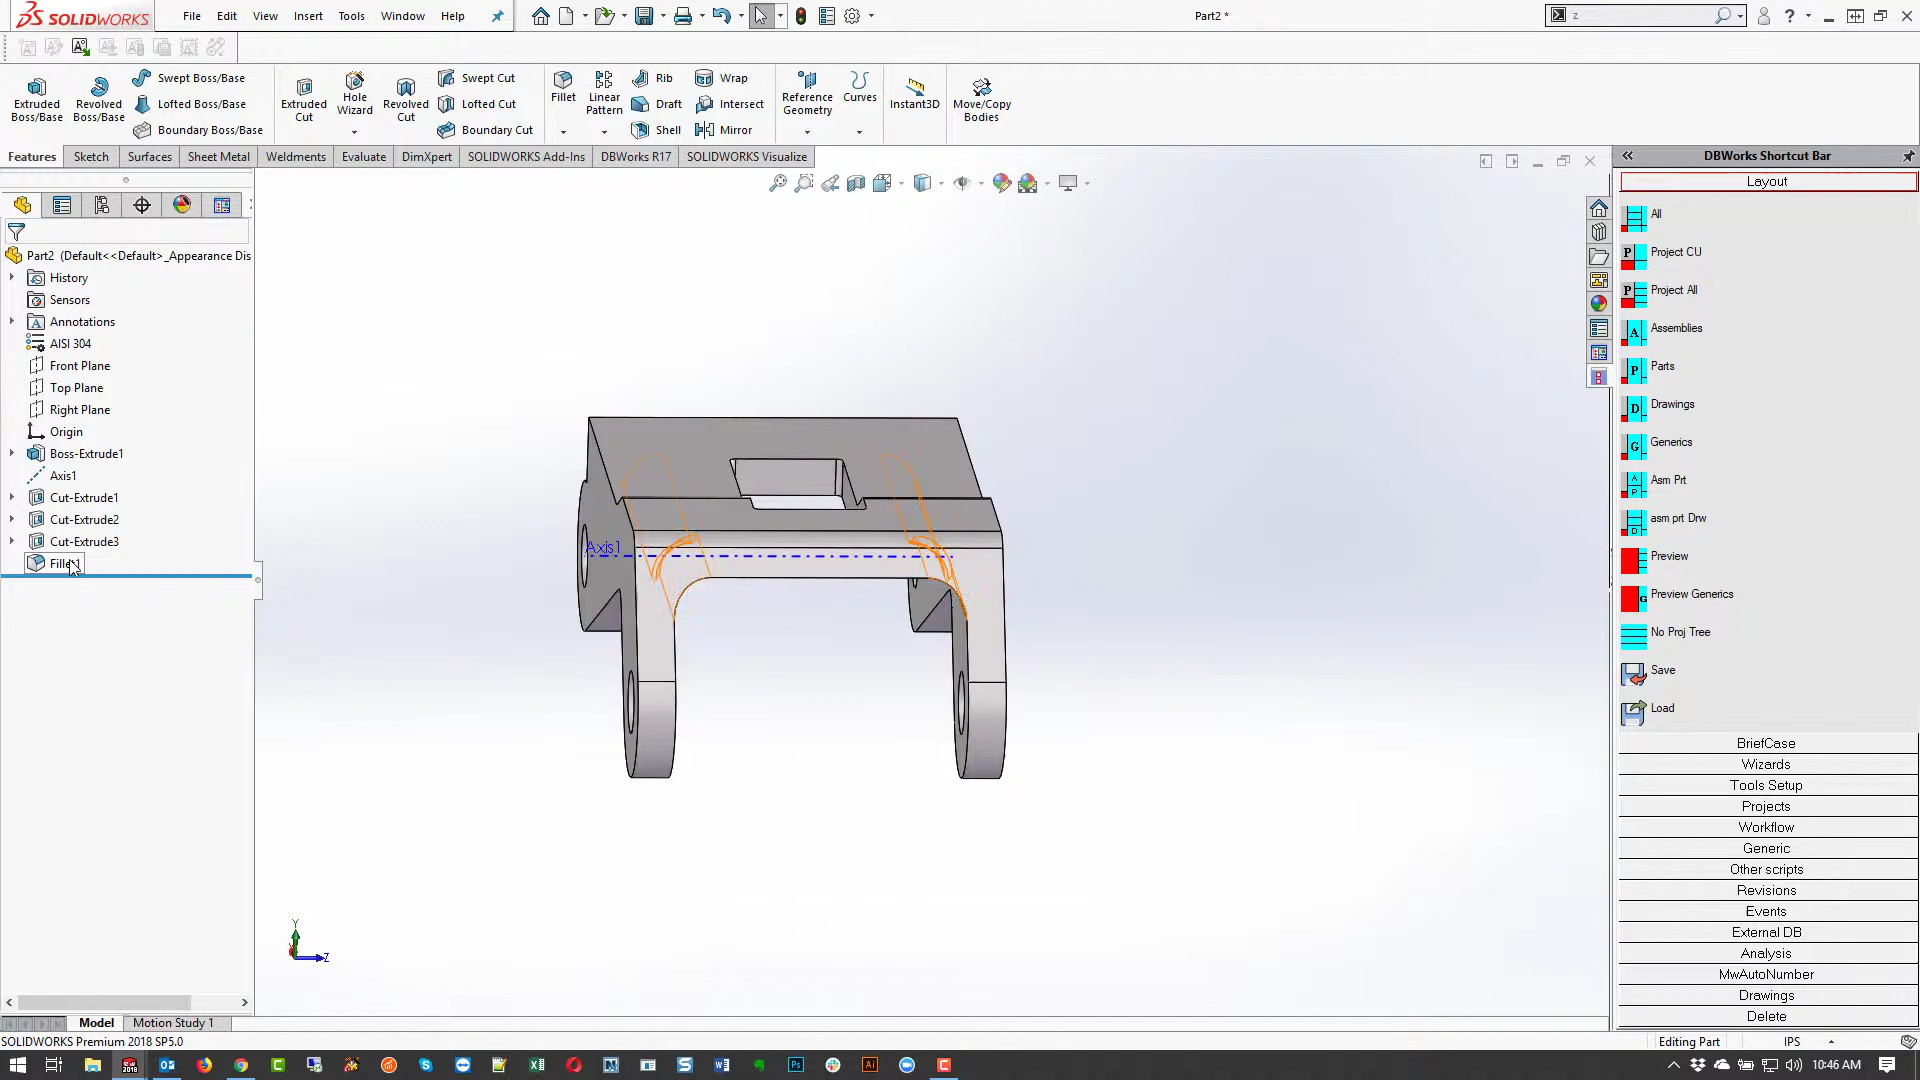 SOLIDWORKS File Edit View Insert Tools Window Help Part2 * z
Extruded Boss/Base
Revolved Boss/Base
Swept Boss/Base
Lofted Boss/Base
Boundary Boss/Base
Extruded Cut
Hole Wizard
Revolved Cut
Swept Cut
Lofted Cut
Boundary Cut
Fillet
Linear Pattern
Rib
Draft
Shell
Wrap
Intersect
Mirror
Reference Geometry
Curves
Instant3D
Move/Copy Bodies
Features Sketch Surfaces Sheet Metal Weldments Evaluate DimXpert SOLIDWORKS Add-Ins DBWorks R17 SOLIDWORKS Visualize
Part2 (Default<<Default>_Appearance Dis
History
Sensors
Annotations
AISI 304
Front Plane
Top Plane
Right Plane
Origin
Boss-Extrude1
Axis1
Cut-Extrude1
Cut-Extrude2
Cut-Extrude3
Fillet1
Axis1
Y
Z
DBWorks Shortcut Bar
Layout
All
Project CU
Project All
Assemblies
Parts
Drawings
Generics
Asm Prt
asm prt Drw
Preview
Preview Generics
No Proj Tree
Save
Load
BriefCase
Wizards
Tools Setup
Projects
Workflow
Generic
Other scripts
Revisions
Events
External DB
Analysis
MwAutoNumber
Drawings
Delete
Model Motion Study 1
SOLIDWORKS Premium 2018 SP5.0 Editing Part IPS
10:46 AM